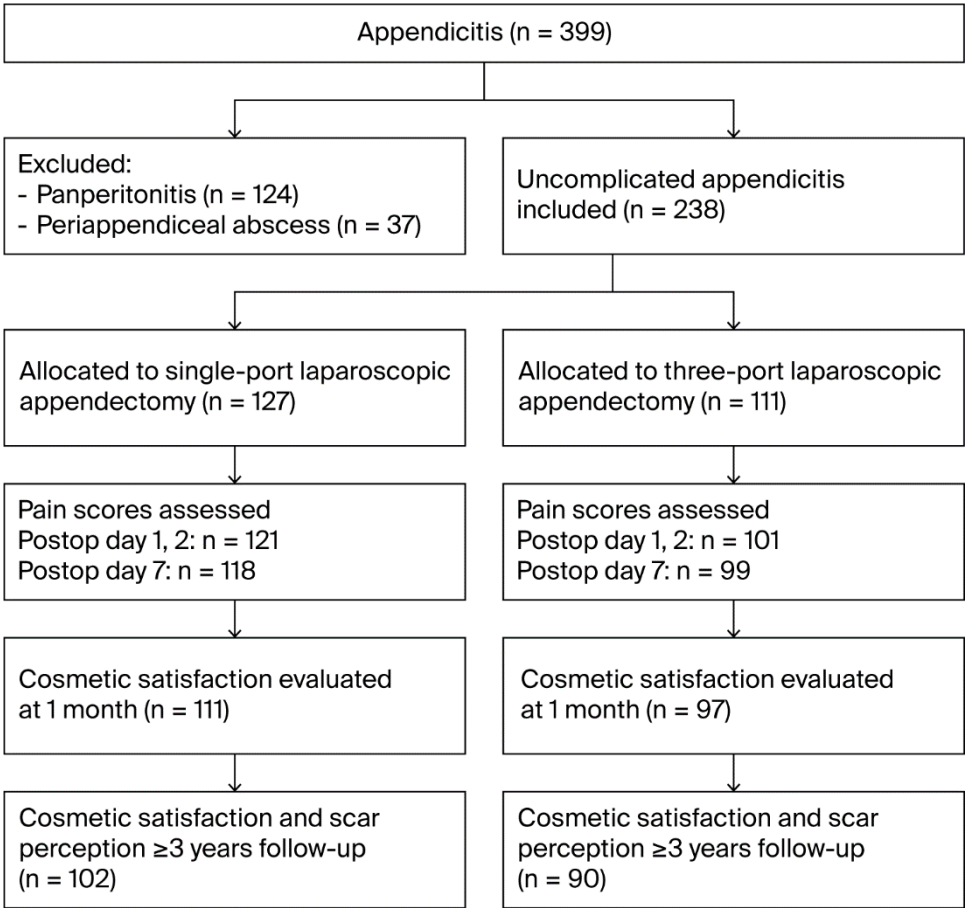 Appendicitis (n = 399)
Excluded:
- Panperitonitis (n = 124)
- Periappendiceal abscess (n = 37)
Uncomplicated appendicitis
included (n = 238)
Allocated to single-port laparoscopic
appendectomy (n = 127)
Allocated to three-port laparoscopic
appendectomy (n = 111)
Pain scores assessed
Postop day 1, 2: n = 121
Postop day 7: n = 118
Pain scores assessed
Postop day 1, 2: n = 101
Postop day 7: n = 99
Cosmetic satisfaction evaluated
at 1 month (n = 111)
Cosmetic satisfaction evaluated
at 1 month (n = 97)
Cosmetic satisfaction and scar
perception ≥3 years follow-up
(n = 102)
Cosmetic satisfaction and scar
perception ≥3 years follow-up
(n = 90)